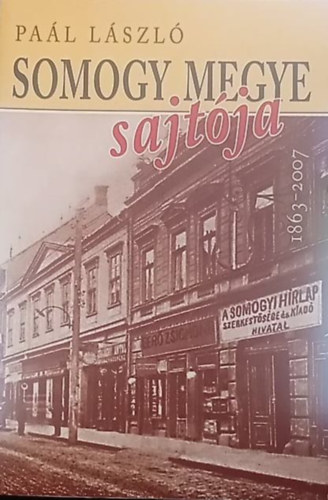 PAÁL LÁSZLÓ
SOMOGY MEGYE
sajtója
1863-2007
A SOMOGYI HIRLAP
SZERKESZTŐSÉGE és KIADÓ
HIVATAL